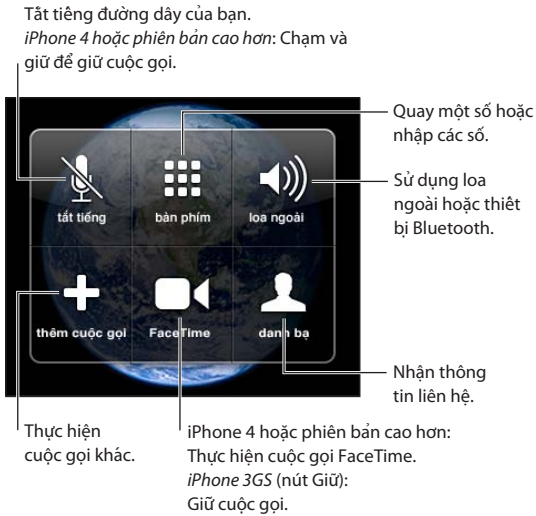 Tắt tiếng đường dây của bạn.
iPhone 4 hoặc phiên bản cao hơn: Chạm và
giữ để giữ cuộc gọi.
Quay một số hoặc
nhập các số.
Sử dụng loa
ngoài hoặc thiết
bị Bluetooth.
tắt tiếng
bàn phím
loa ngoài
thêm cuộc gọi
FaceTime
danh bạ
Nhận thông
tin liên hệ.
Thực hiện
cuộc gọi khác.
iPhone 4 hoặc phiên bản cao hơn:
Thực hiện cuộc gọi FaceTime.
iPhone 3GS (nút Giữ):
Giữ cuộc gọi.